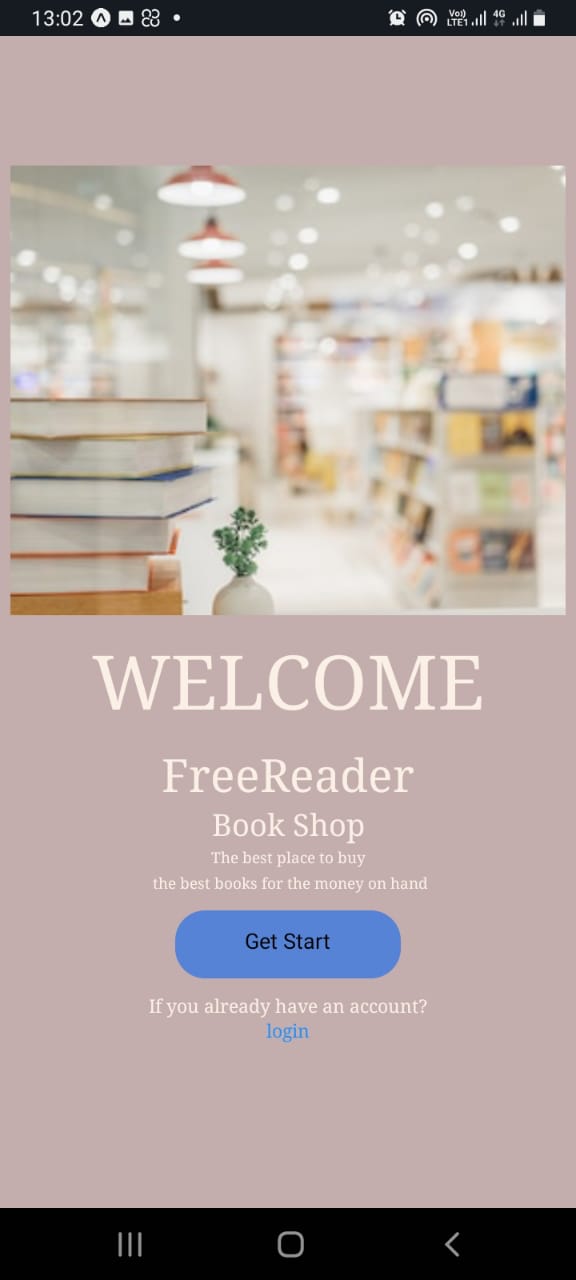 13:02
Vo)) 4G
LTE1
WELCOME
FreeReader
Book Shop
The best place to buy
the best books for the money on hand
Get Start
If you already have an account?
login